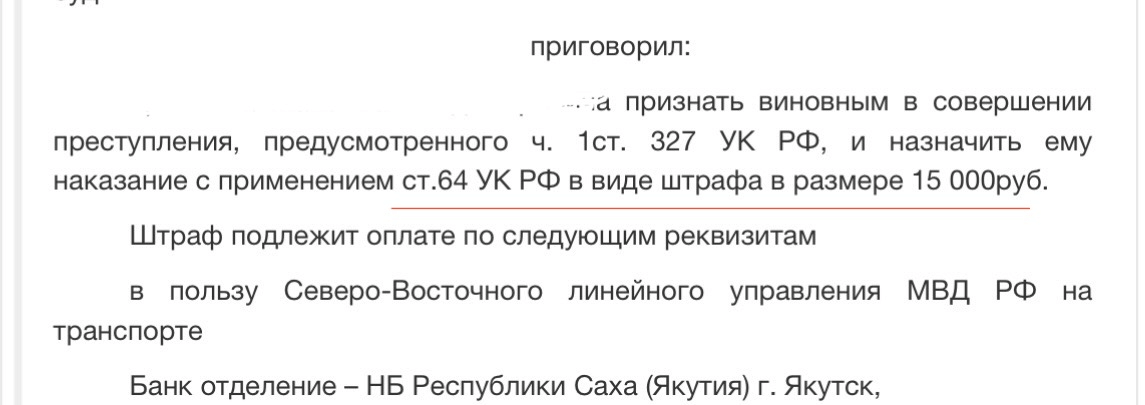 приговорил:
признать виновным в совершении
преступления, предусмотренного ч. 1ст. 327 УК РФ, и назначить ему
наказание с применением ст.64 УК РФ в виде штрафа в размере 15 000руб.
Штраф подлежит оплате по следующим реквизитам
в пользу Северо-Восточного линейного управления МВД РФ на
транспорте
Банк отделение – НБ Республики Саха (Якутия) г. Якутск,